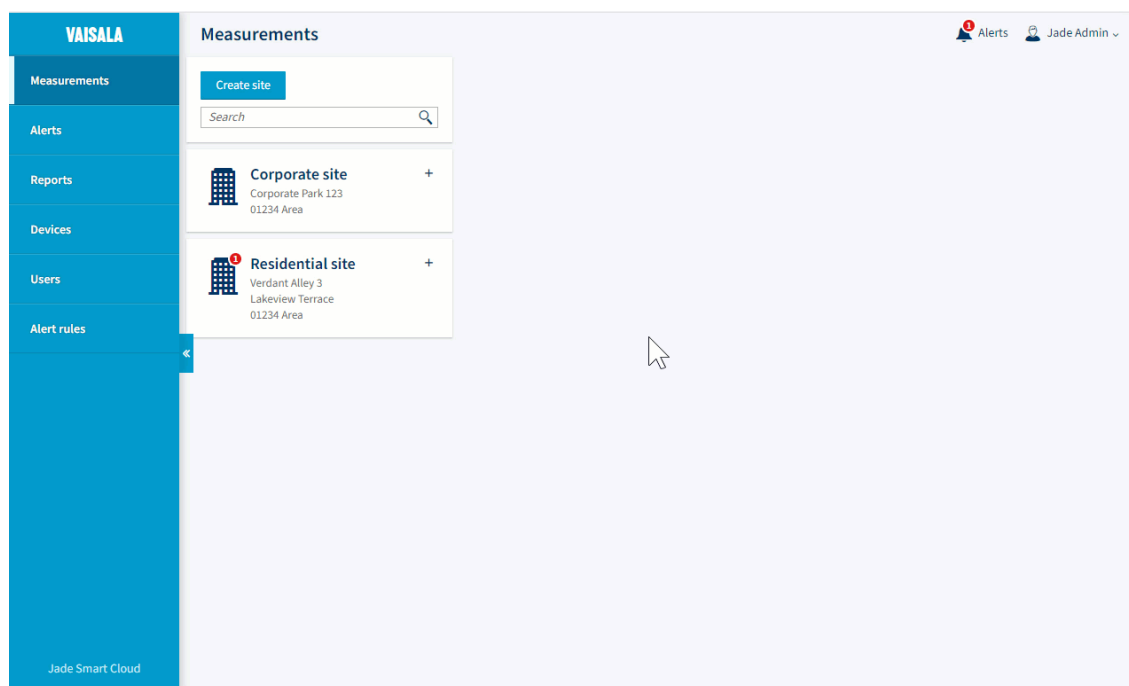 VAISALA
Measurements
Alerts
Reports
Devices
Users
Alert rules
«
Jade Smart Cloud
Measurements
1
Alerts
Jade Admin
Create site
Search
Corporate site
+
Corporate Park 123
01234 Area
1
Residential site
+
Verdant Alley 3
Lakeview Terrace
01234 Area